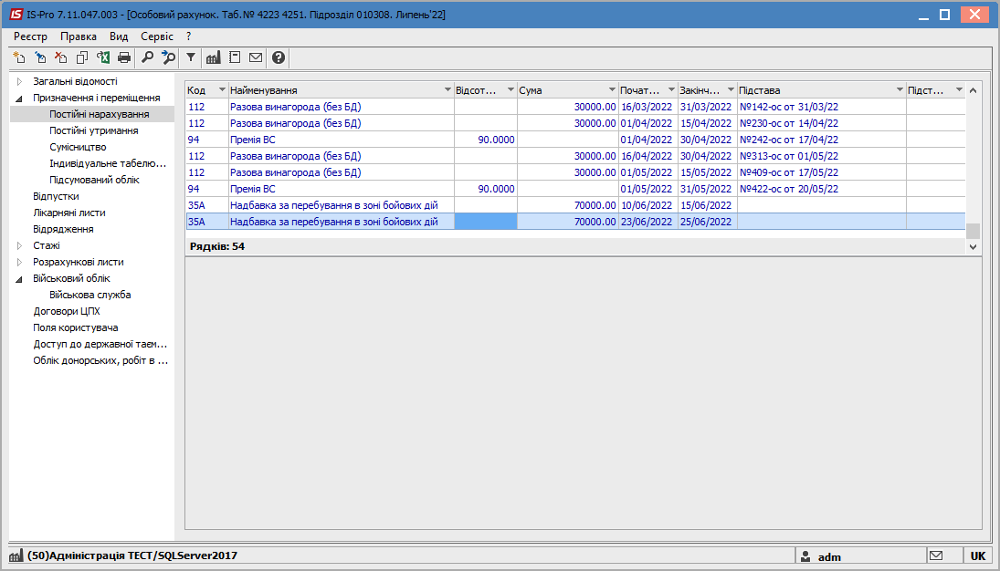 IS-Pro 7.11.047.003 - [Особовий рахунок. Таб.№ 4223 4251. Підрозділ 010308. Липень'22]
Реєстр Правка Вид Сервіс ?
Загальні відомості
Призначення і переміщення
Постійні нарахування
Постійні утримання
Сумісництво
Індивідуальне табелю...
Підсумований облік
Відпустки
Лікарняні листи
Відрядження
Стажі
Розрахункові листи
Військовий облік
Військова служба
Договори ЦПХ
Поля користувача
Доступ до державної таєм...
Облік донорських, робіт в ...
Код Найменування Відсот... Сума Почат... Закінч... Підстава Підст...
112 Разова винагорода (без БД) 30000.00 16/03/2022 31/03/2022 №142-ос от 31/03/22
112 Разова винагорода (без БД) 30000.00 01/04/2022 15/04/2022 №230-ос от 14/04/22
94 Премія ВС 90.0000 01/04/2022 30/04/2022 №242-ос от 17/04/22
112 Разова винагорода (без БД) 30000.00 16/04/2022 30/04/2022 №313-ос от 01/05/22
112 Разова винагорода (без БД) 30000.00 01/05/2022 15/05/2022 №409-ос от 17/05/22
94 Премія ВС 90.0000 01/05/2022 31/05/2022 №422-ос от 20/05/22
35А Надбавка за перебування в зоні бойових дій 70000.00 10/06/2022 15/06/2022
35А Надбавка за перебування в зоні бойових дій 70000.00 23/06/2022 25/06/2022
Рядків: 54
(50)Адміністрація ТЕСТ/SQLServer2017 adm UK